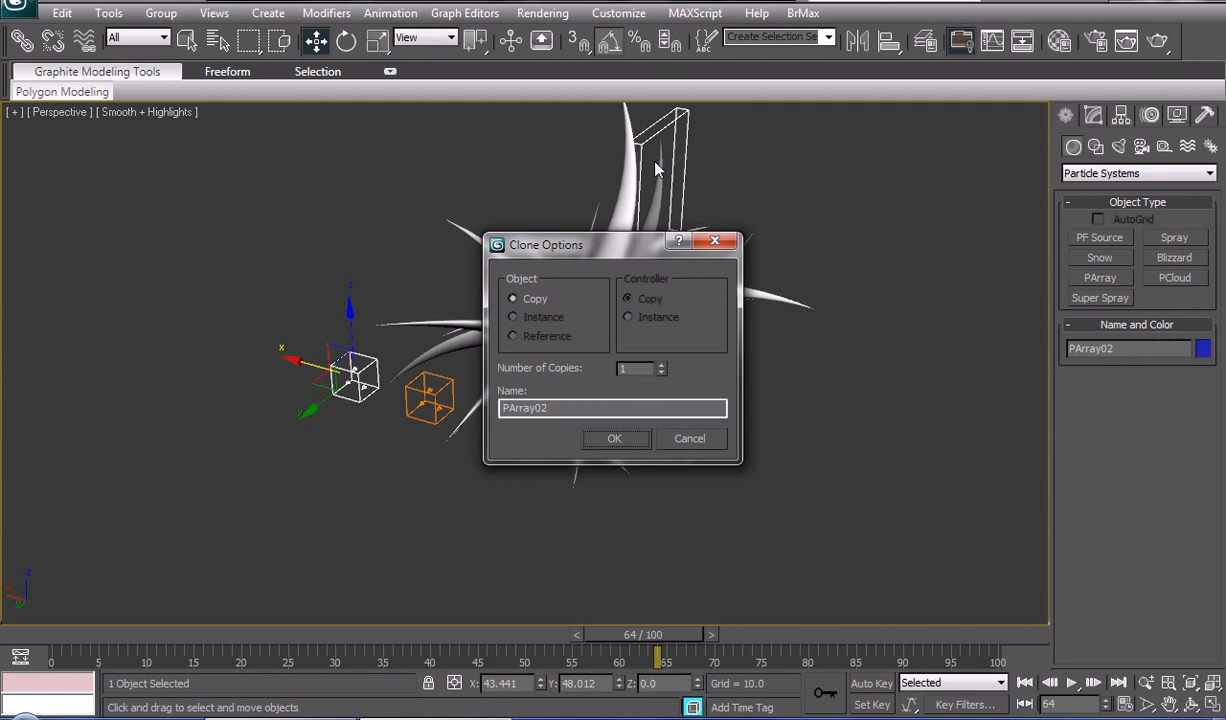 Edit Tools Group Views Create Modifiers Animation Graph Editors Rendering Customize MAXScript Help BrMax
All View 3 Create Selection Se
Graphite Modeling Tools Freeform Selection
Polygon Modeling
[ + ] [ Perspective ] [ Smooth + Highlights ]
Particle Systems
- Object Type
AutoGrid
PF Source Spray
Snow Blizzard
PArray PCloud
Super Spray
- Name and Color
PArray02
Clone Options
Object Controller
Copy Copy
Instance Instance
Reference
Number of Copies: 1
Name:
PArray02
OK Cancel
z
x
y
z
x
y
< 64 / 100 >
0 5 10 15 20 25 30 35 40 45 50 55 60 65 70 75 80 85 90 95 100
1 Object Selected X: 43.441 Y: 48.012 Z: 0.0 Grid = 10.0 Auto Key Selected
Click and drag to select and move objects Add Time Tag Set Key Key Filters... 64